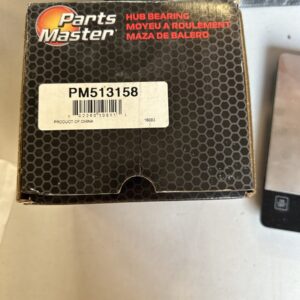 Parts
Master
HUB BEARING
MOYEU A ROULEMENT
MAZA DE BALERO
PM513158
PRODUCT OF CHINA